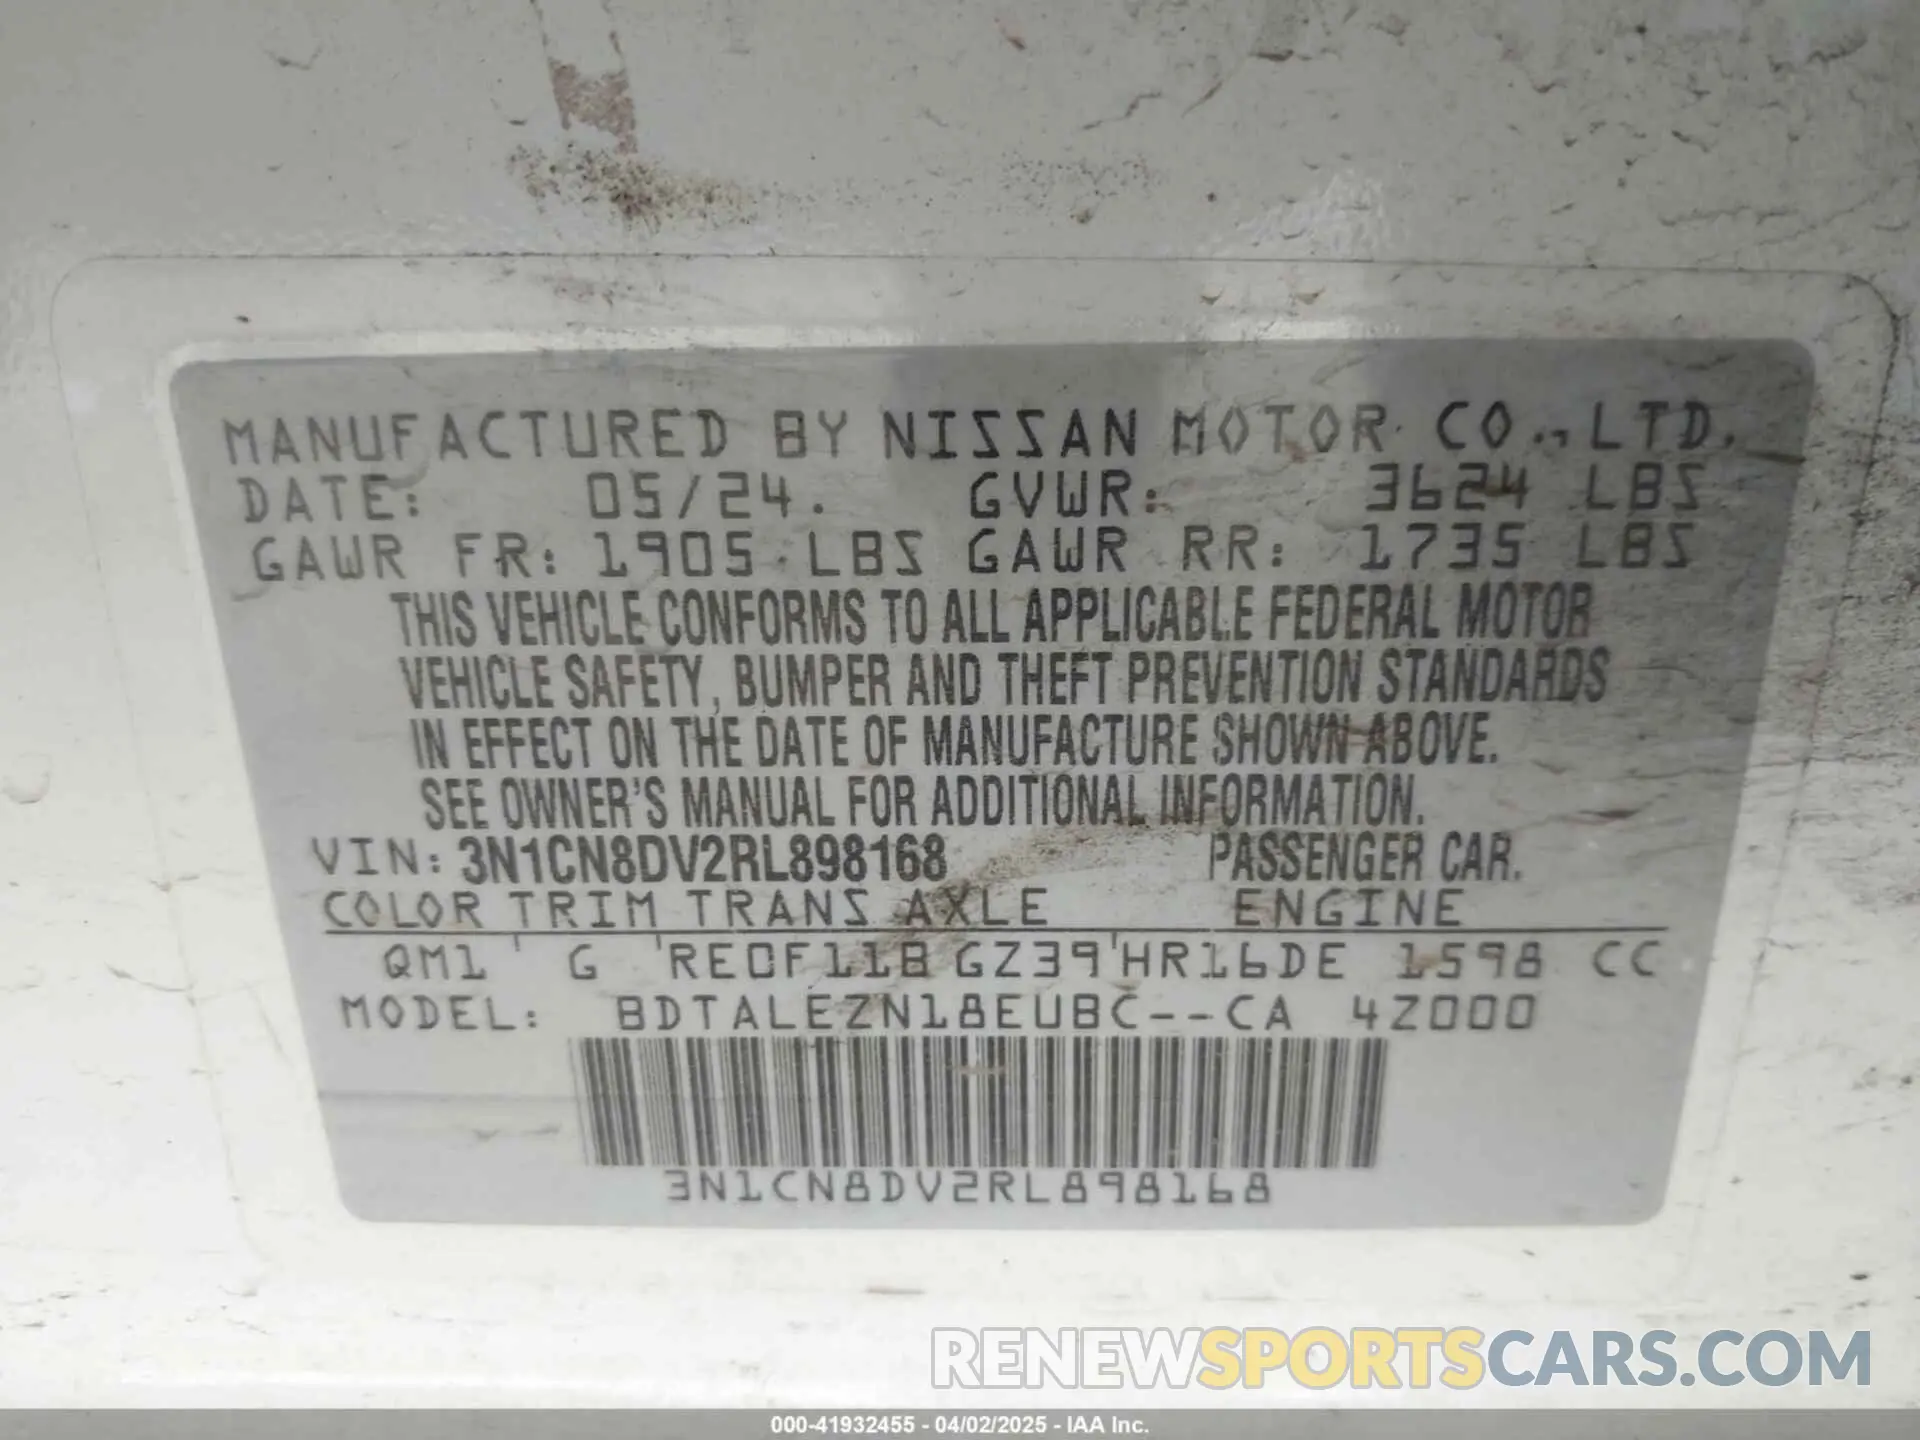 MANUFACTURED BY NISSAN MOTOR CO.,LTD.
DATE: 05/24. GVWR: 3624 LBS
GAWR FR: 1905 LBS GAWR RR: 1735 LBS
THIS VEHICLE CONFORMS TO ALL APPLICABLE FEDERAL MOTOR
VEHICLE SAFETY, BUMPER AND THEFT PREVENTION STANDARDS
IN EFFECT ON THE DATE OF MANUFACTURE SHOWN ABOVE.
SEE OWNER'S MANUAL FOR ADDITIONAL INFORMATION.
VIN: 3N1CN8DV2RL898168 PASSENGER CAR.
COLOR TRIM TRANS AXLE ENGINE
QM1 G RE0F11B GZ39 HR16DE 1598 CC
MODEL: BDTALEZN18EUBC--CA 4Z000
3N1CN8DV2RL898168
RENEWSPORTSCARS.COM
000-41932455 - 04/02/2025 - IAA Inc.